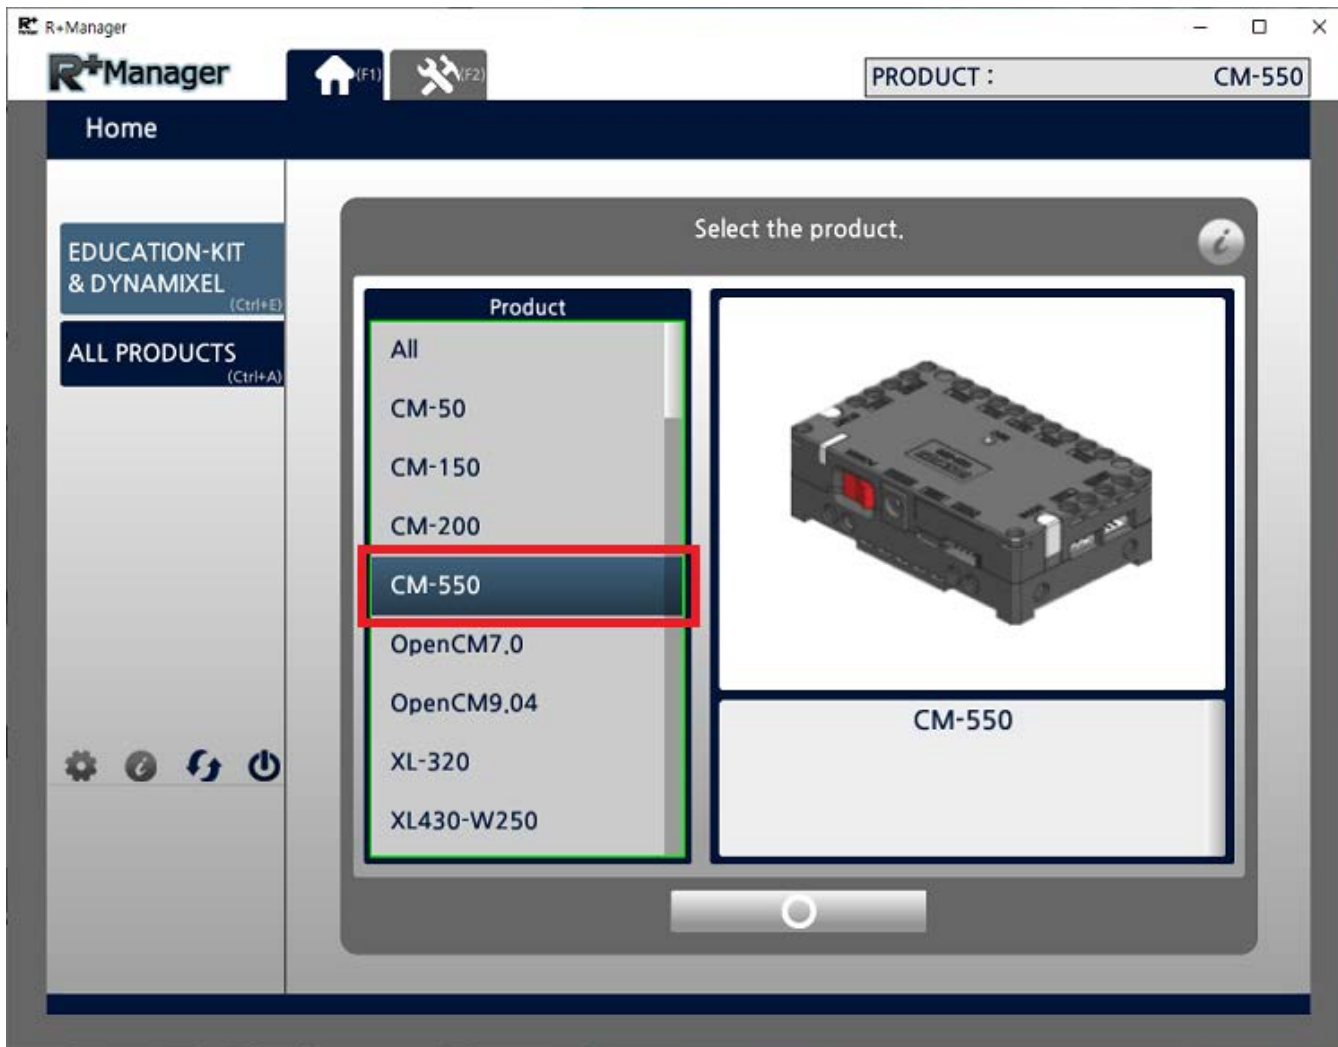 R+Manager
R+Manager
(F1)
(F2)
PRODUCT : CM-550
Home
EDUCATION-KIT
& DYNAMIXEL
(Ctrl+E)
ALL PRODUCTS
(Ctrl+A)
Select the product.
Product
All
CM-50
CM-150
CM-200
CM-550
OpenCM7.0
OpenCM9.04
XL-320
XL430-W250
CM-550